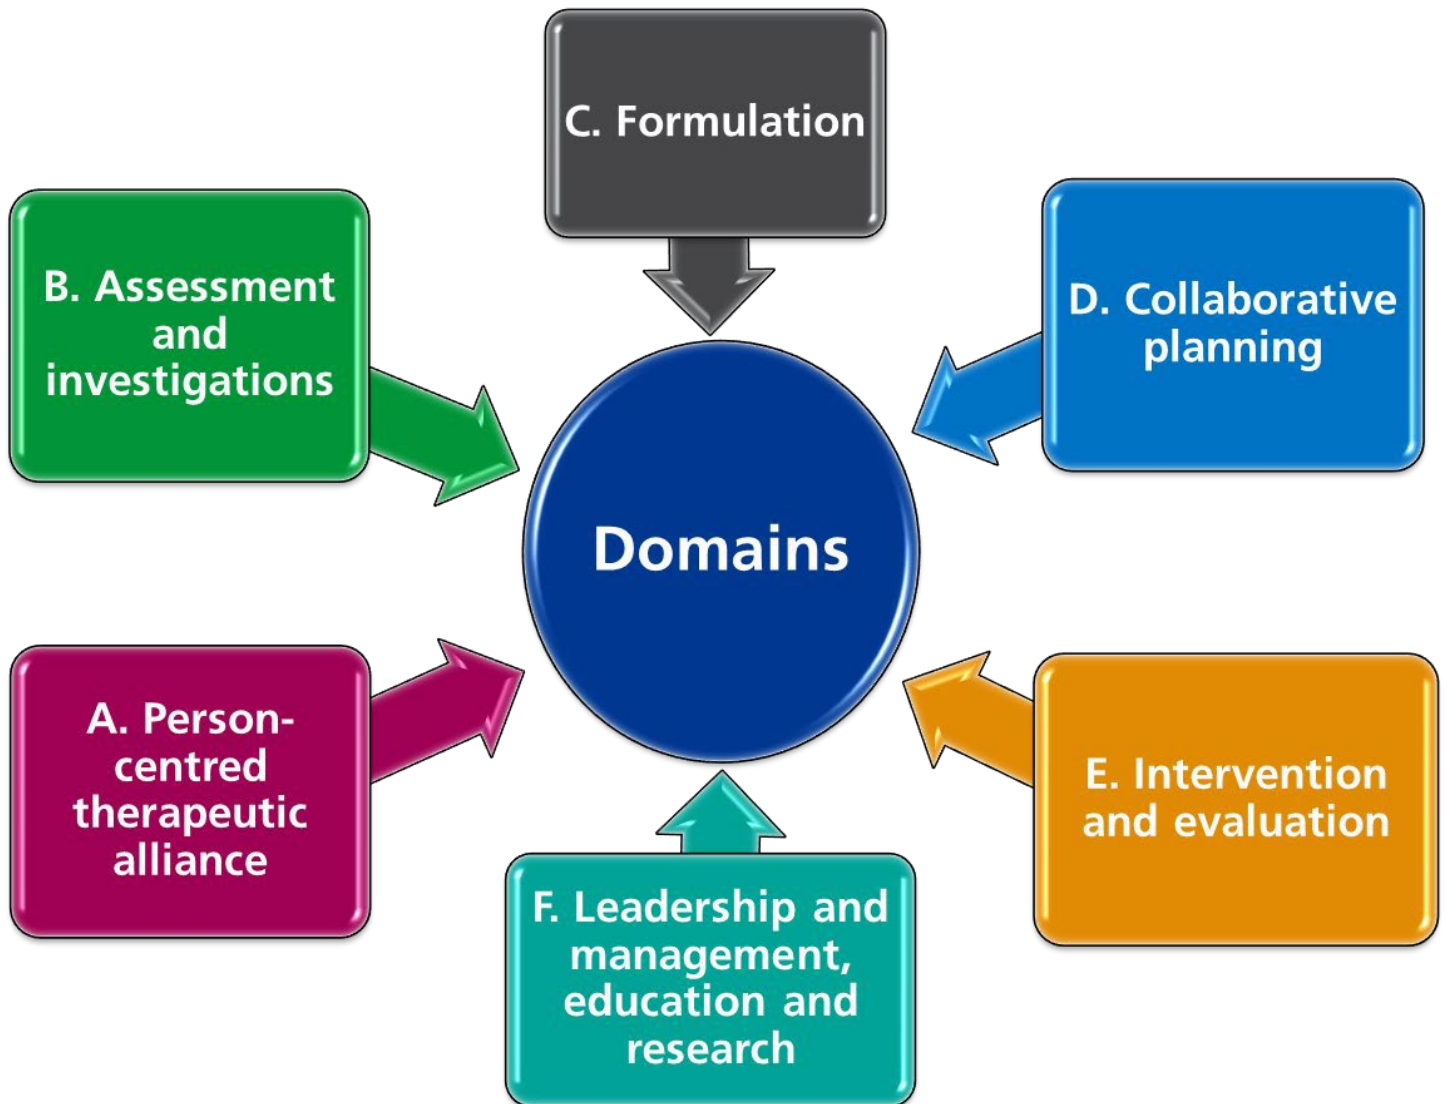 C. Formulation
B. Assessment
and
investigations
D. Collaborative
planning
Domains
A. Person-
centred
therapeutic
alliance
E. Intervention
and evaluation
F. Leadership and
management,
education and
research